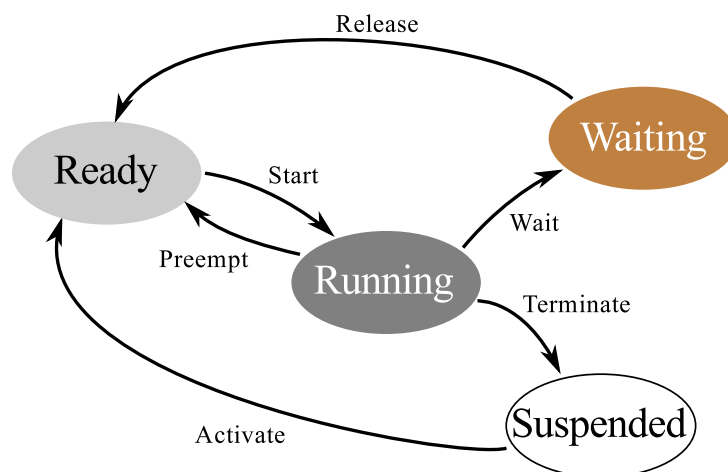 Release
Waiting
Ready
Start
Wait
Preempt
Running
Terminate
Suspended
Activate